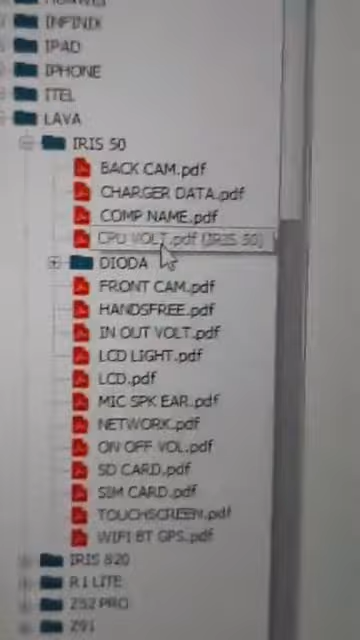 INFINIX
IPAD
IPHONE
ITEL
LAVA
IRIS 50
BACK CAM.pdf
CHARGER DATA.pdf
COMP NAME.pdf
CPU VOLT.pdf [IRIS 50]
DIODA
FRONT CAM.pdf
HANDSFREE.pdf
IN OUT VOLT.pdf
LCD LIGHT.pdf
LCD.pdf
MIC SPK EAR.pdf
NETWORK.pdf
ON OFF VOL.pdf
SD CARD.pdf
SIM CARD.pdf
TOUCHSCREEN.pdf
WIFI BT GPS.pdf
IRIS 820
R1 LITE
Z52 PRO
Z91